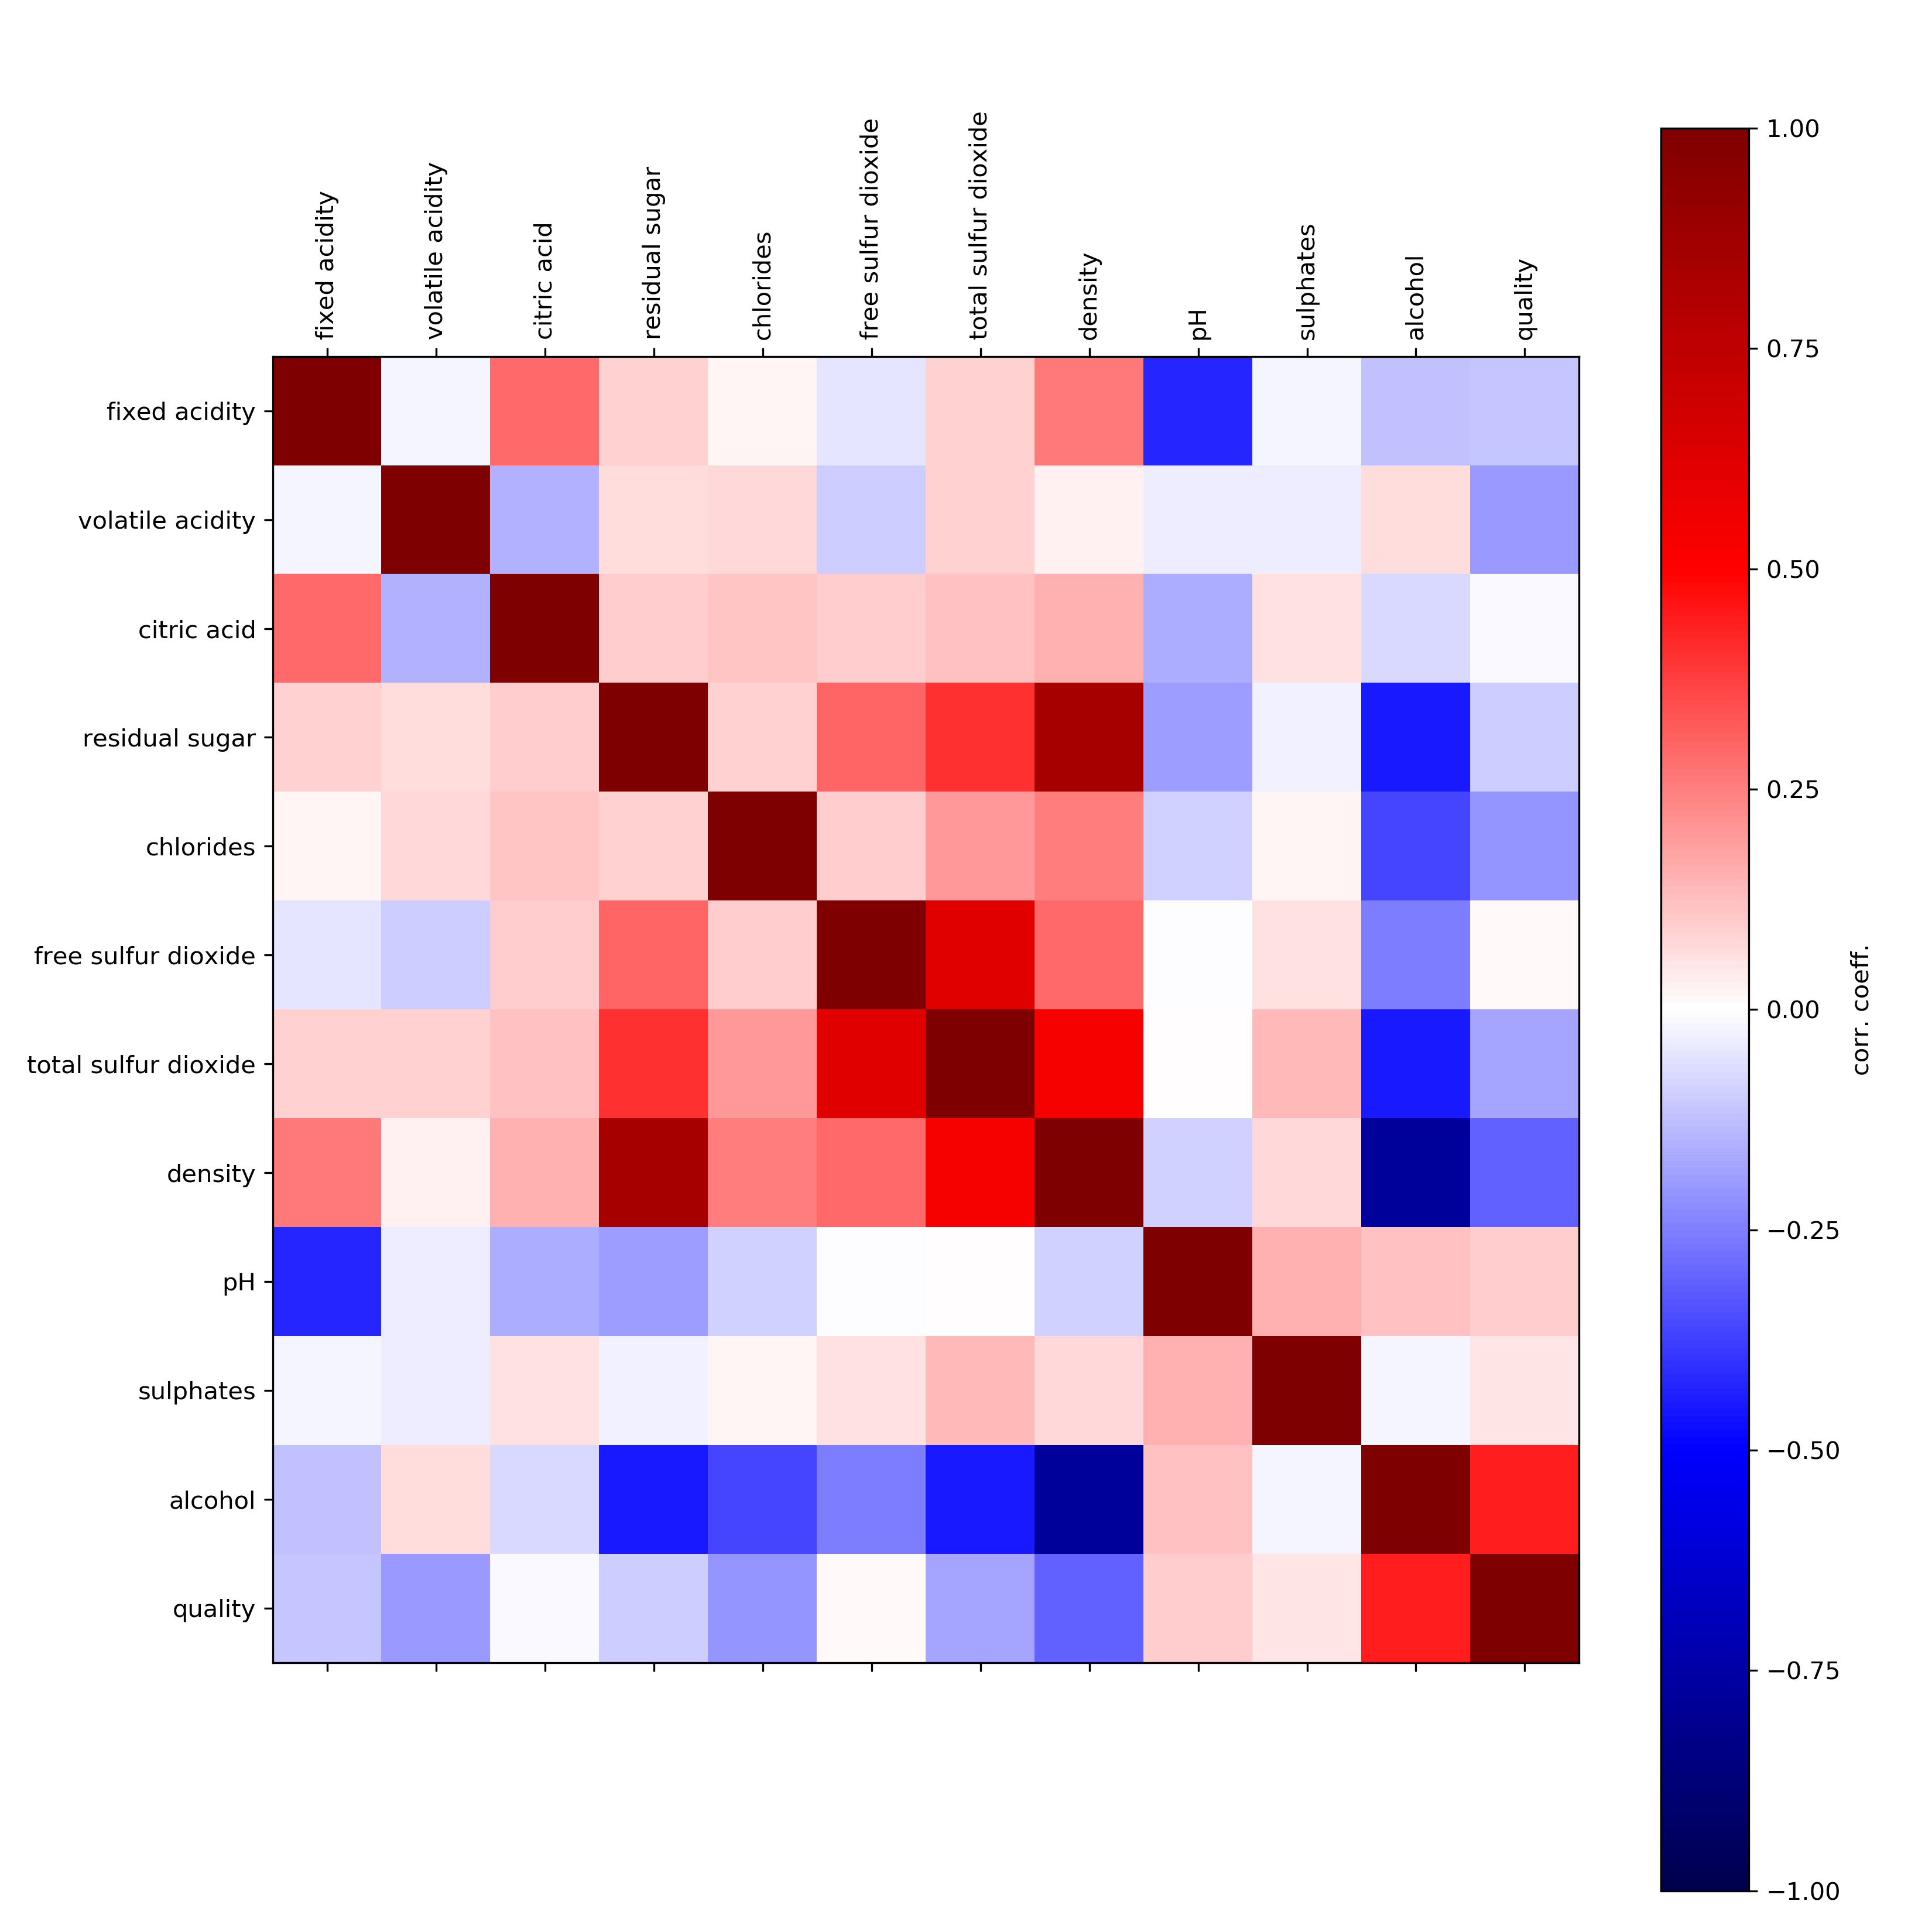 fixed acidity
volatile acidity
citric acid
residual sugar
chlorides
free sulfur dioxide
total sulfur dioxide
density
pH
sulphates
alcohol
quality
fixed acidity
volatile acidity
citric acid
residual sugar
chlorides
free sulfur dioxide
total sulfur dioxide
density
pH
sulphates
alcohol
quality
1.00
0.75
0.50
0.25
0.00
−0.25
−0.50
−0.75
−1.00
corr. coeff.